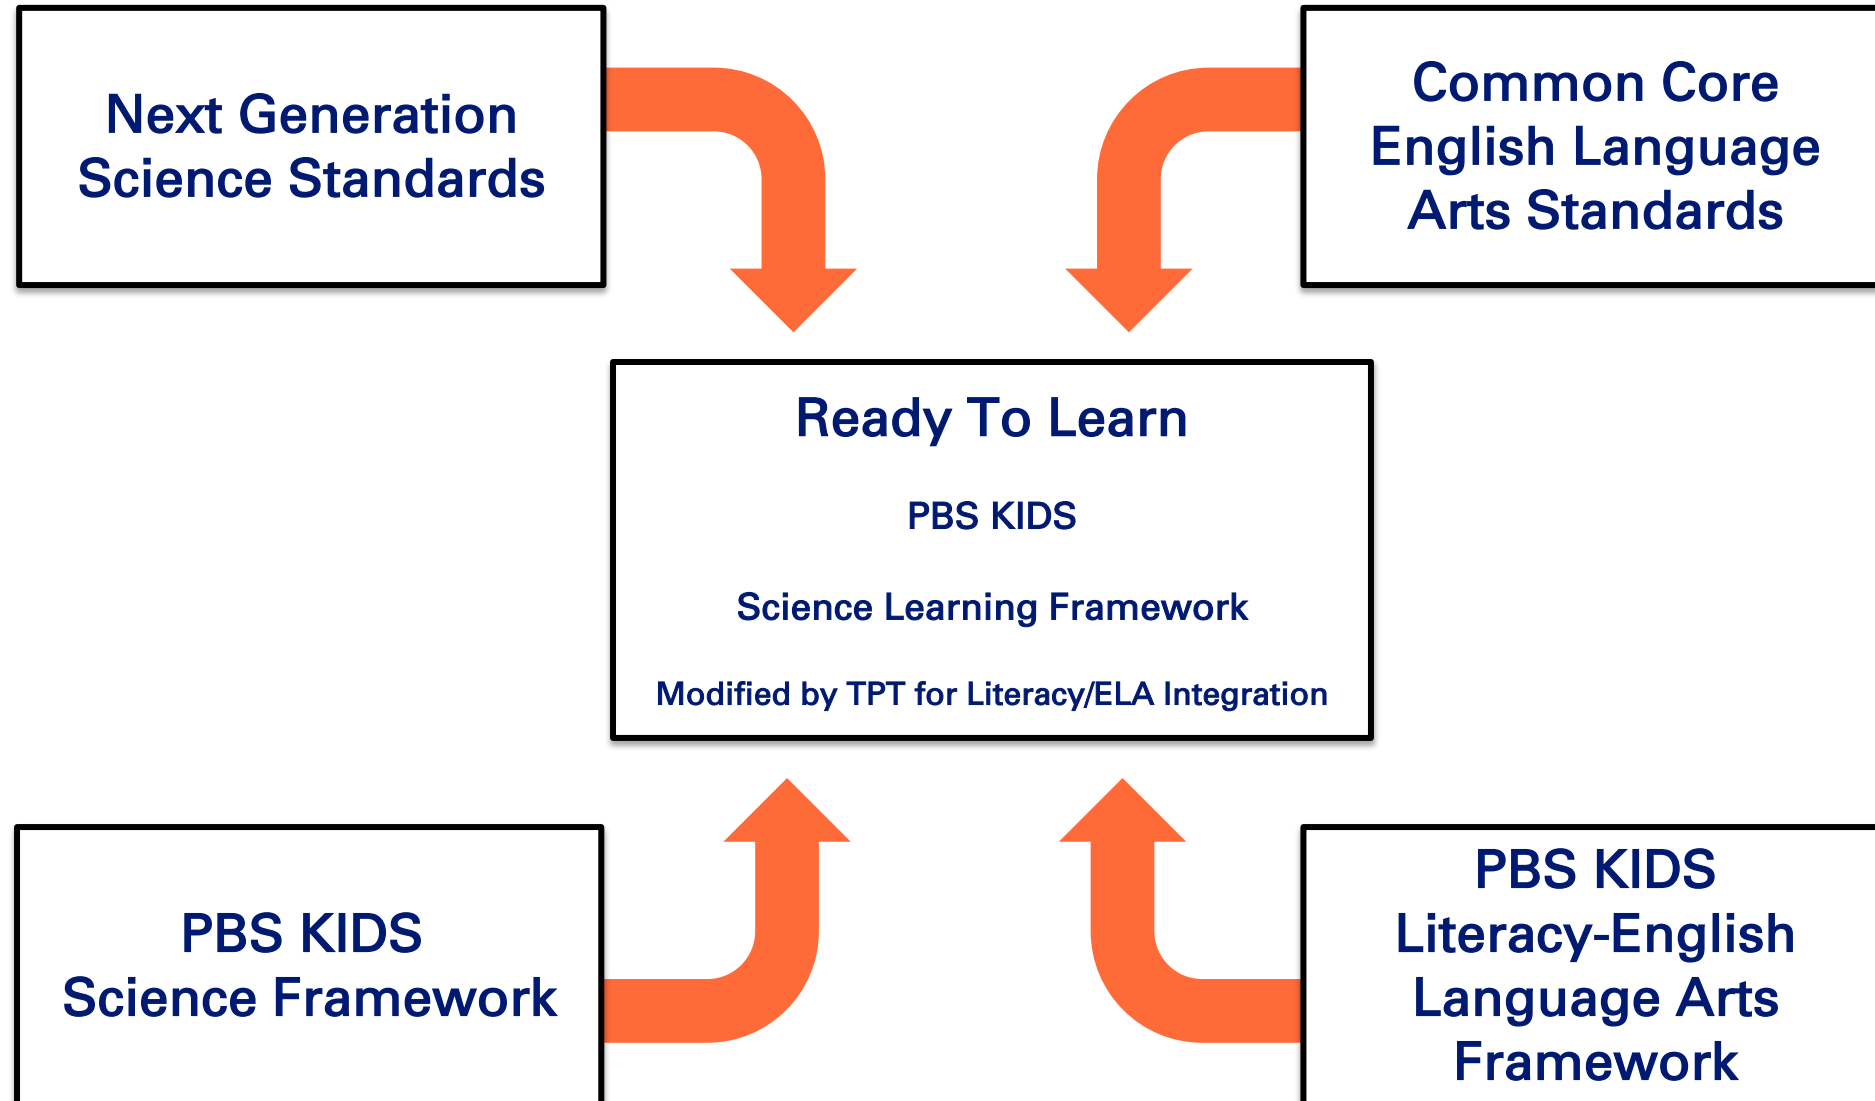 Next Generation
Science Standards
Common Core
English Language
Arts Standards
Ready To Learn
PBS KIDS
Science Learning Framework
Modified by TPT for Literacy/ELA Integration
PBS KIDS
Science Framework
PBS KIDS
Literacy-English
Language Arts
Framework